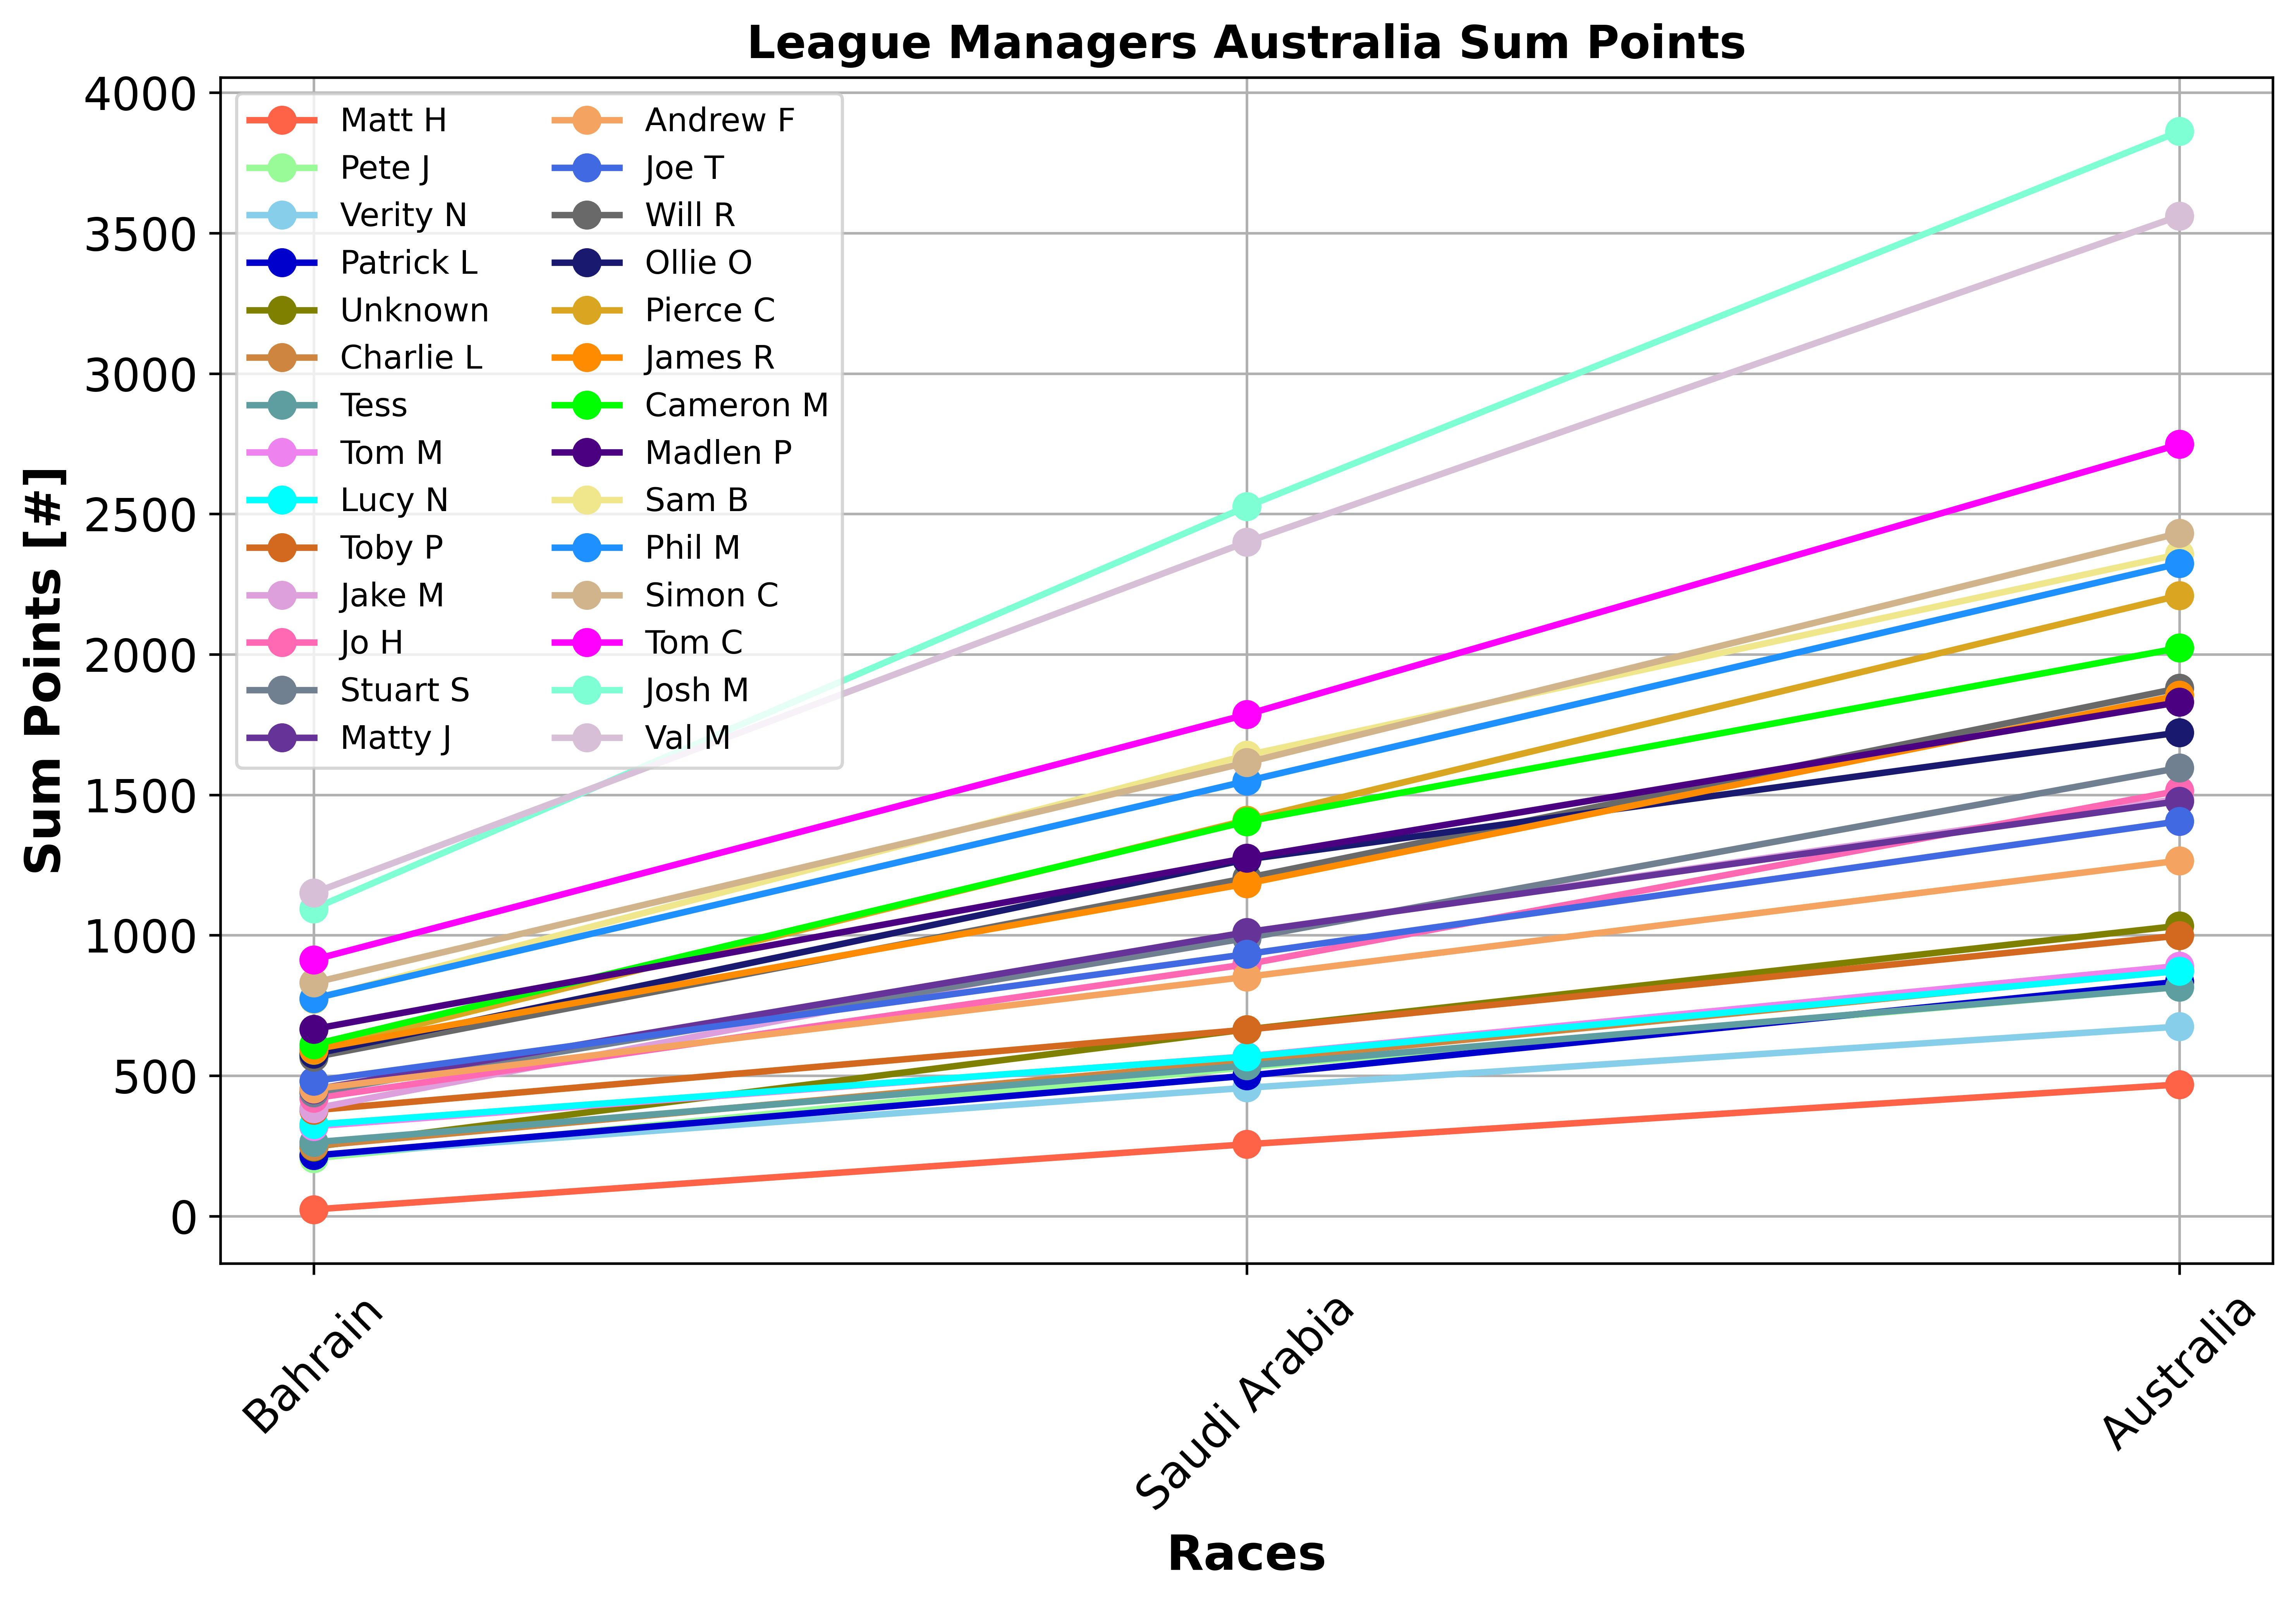 League Managers Australia Sum Points
4000
3500
3000
2500
2000
1500
1000
500
0
Sum Points [#]
Matt H
Pete J
Verity N
Patrick L
Unknown
Charlie L
Tess
Tom M
Lucy N
Toby P
Jake M
Jo H
Stuart S
Matty J
Andrew F
Joe T
Will R
Ollie O
Pierce C
James R
Cameron M
Madlen P
Sam B
Phil M
Simon C
Tom C
Josh M
Val M
Bahrain
Saudi Arabia
Australia
Races